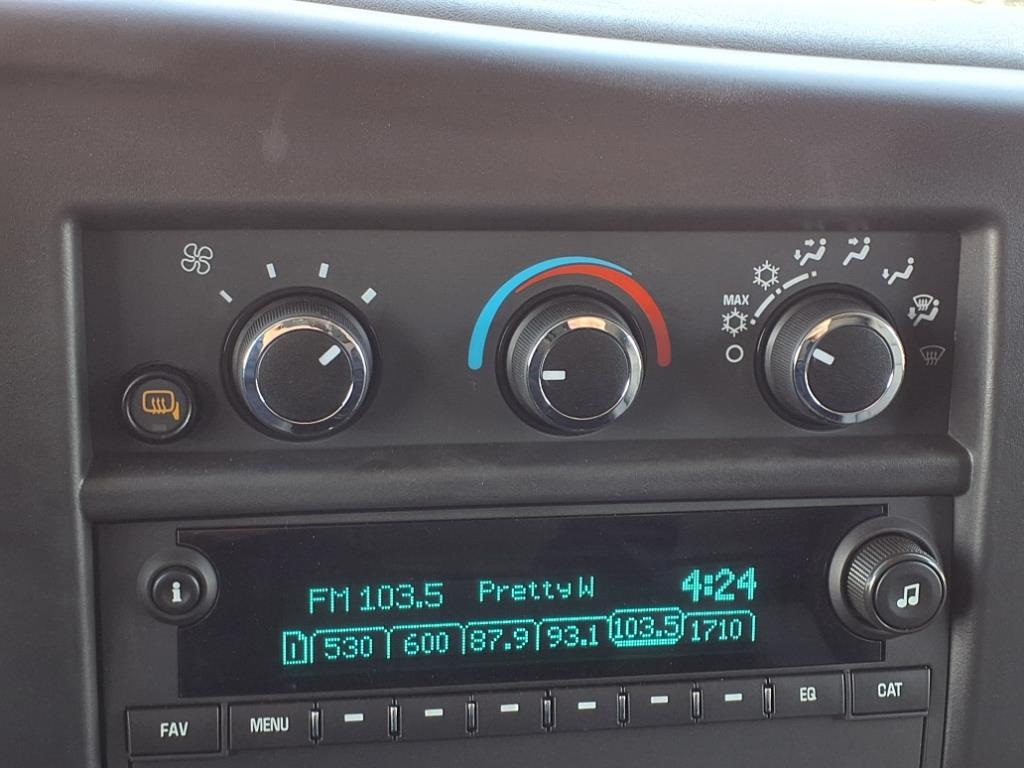 MAX
FM 103.5 Pretty W 4:24
D 530 600 87.9 93.1 103.5 1710
i
FAV MENU EQ CAT